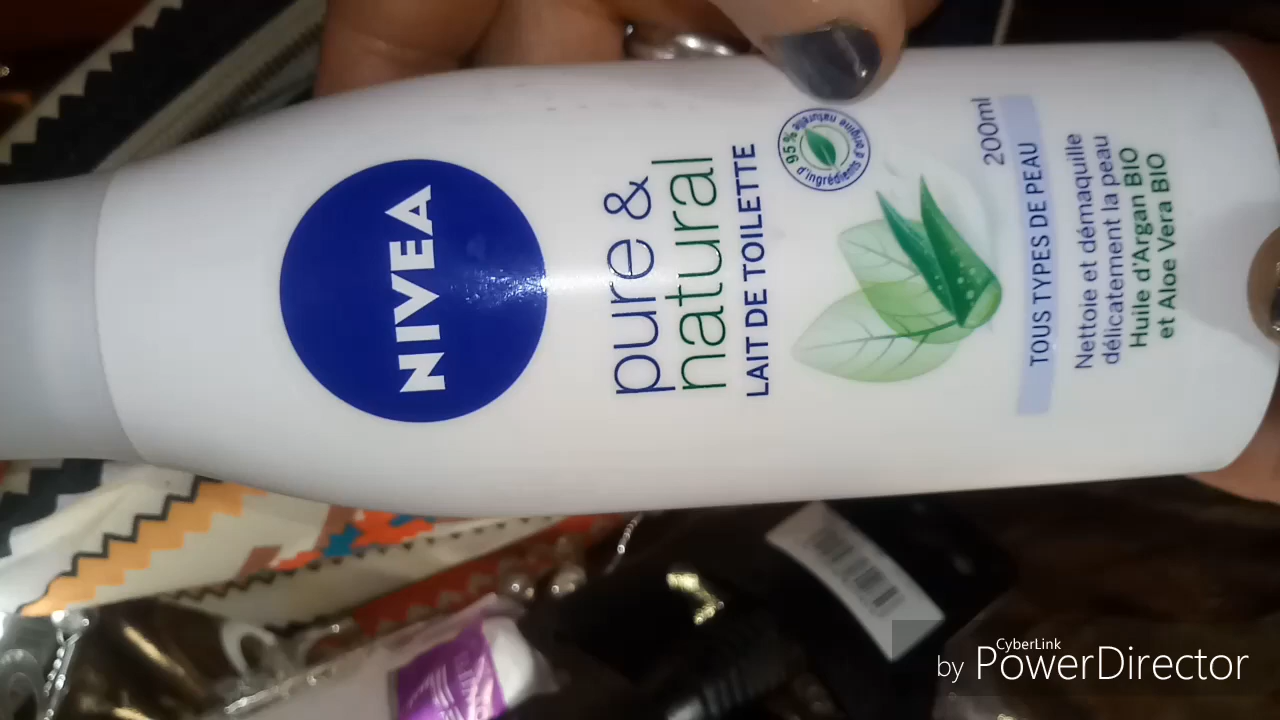 NIVEA
pure &
natural
LAIT DE TOILETTE
95%
d'ingrédients d'origine naturelle
200ml
TOUS TYPES DE PEAU
Nettoie et démaquille
délicatement la peau
Huile d'Argan BIO
et Aloe Vera BIO
CyberLink
by PowerDirector